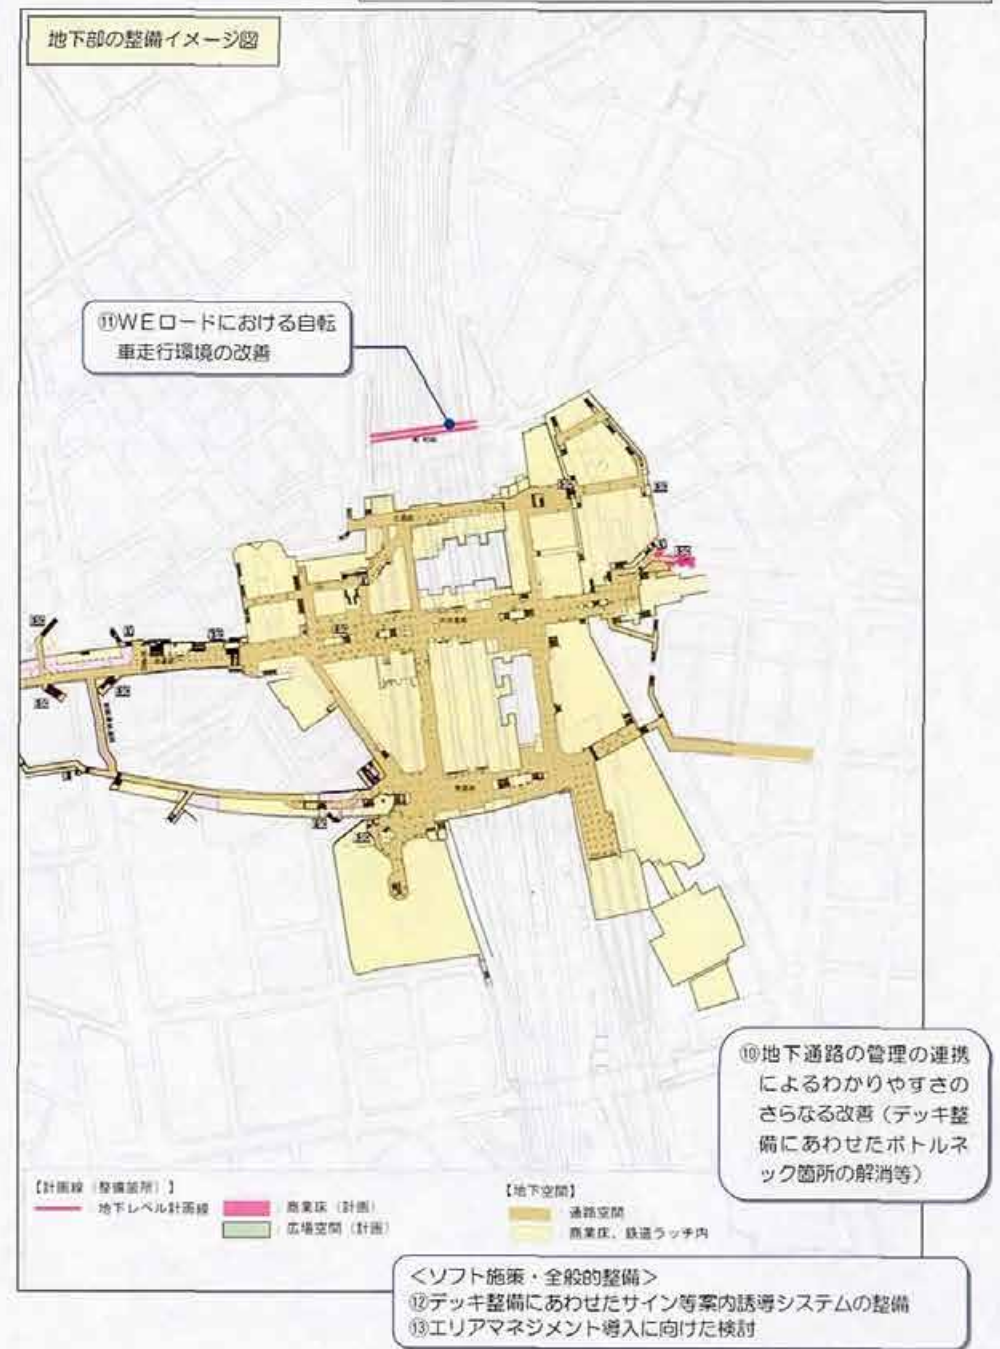 地下部の整備イメージ図
⑪WEロードにおける自転
車走行環境の改善
⑩地下通路の管理の連携
によるわかりやすさの
さらなる改善（デッキ整
備にあわせたボトルネ
ック箇所の解消等）
【計画線（整備箇所）】
地下レベル計画線
商業床（計画）
広場空間（計画）
【地下空間】
通路空間
商業床、鉄道ラッチ内
＜ソフト施策・全般的整備＞
⑫デッキ整備にあわせたサイン等案内誘導システムの整備
⑬エリアマネジメント導入に向けた検討